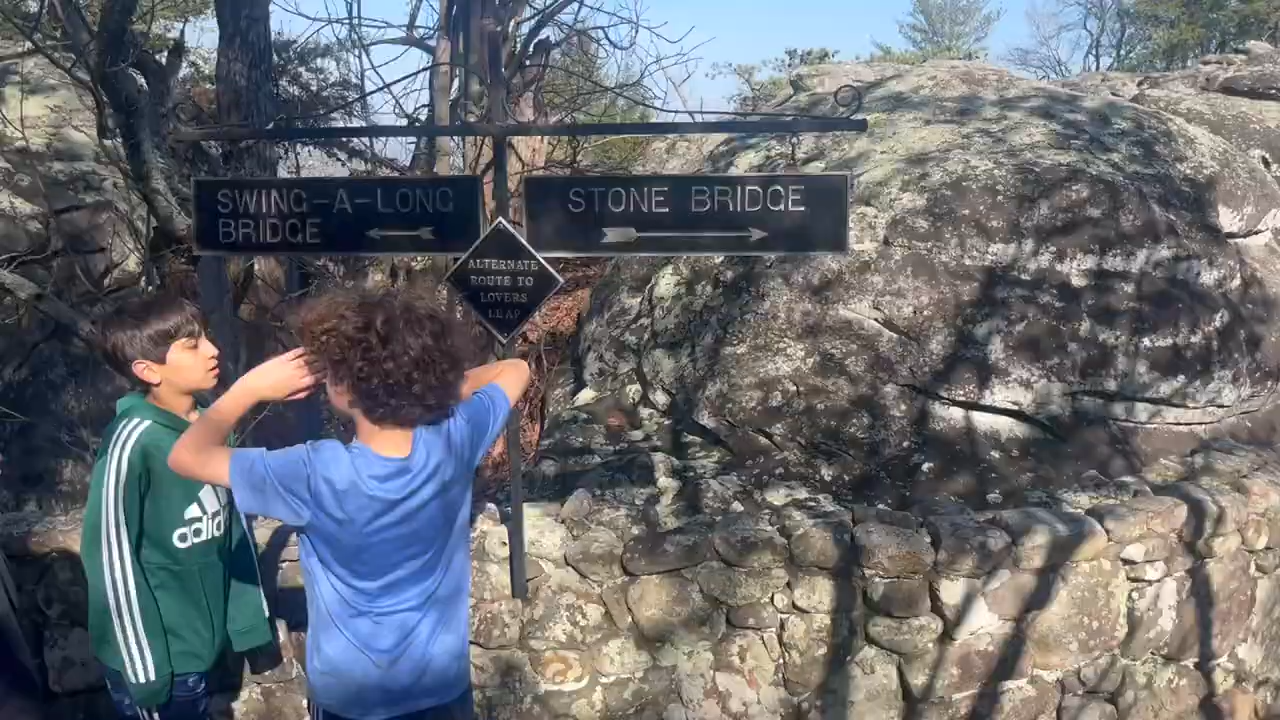 SWING-A-LONG
BRIDGE
STONE BRIDGE
ALTERNATE
ROUTE TO
LOVERS
LEAP
adidas